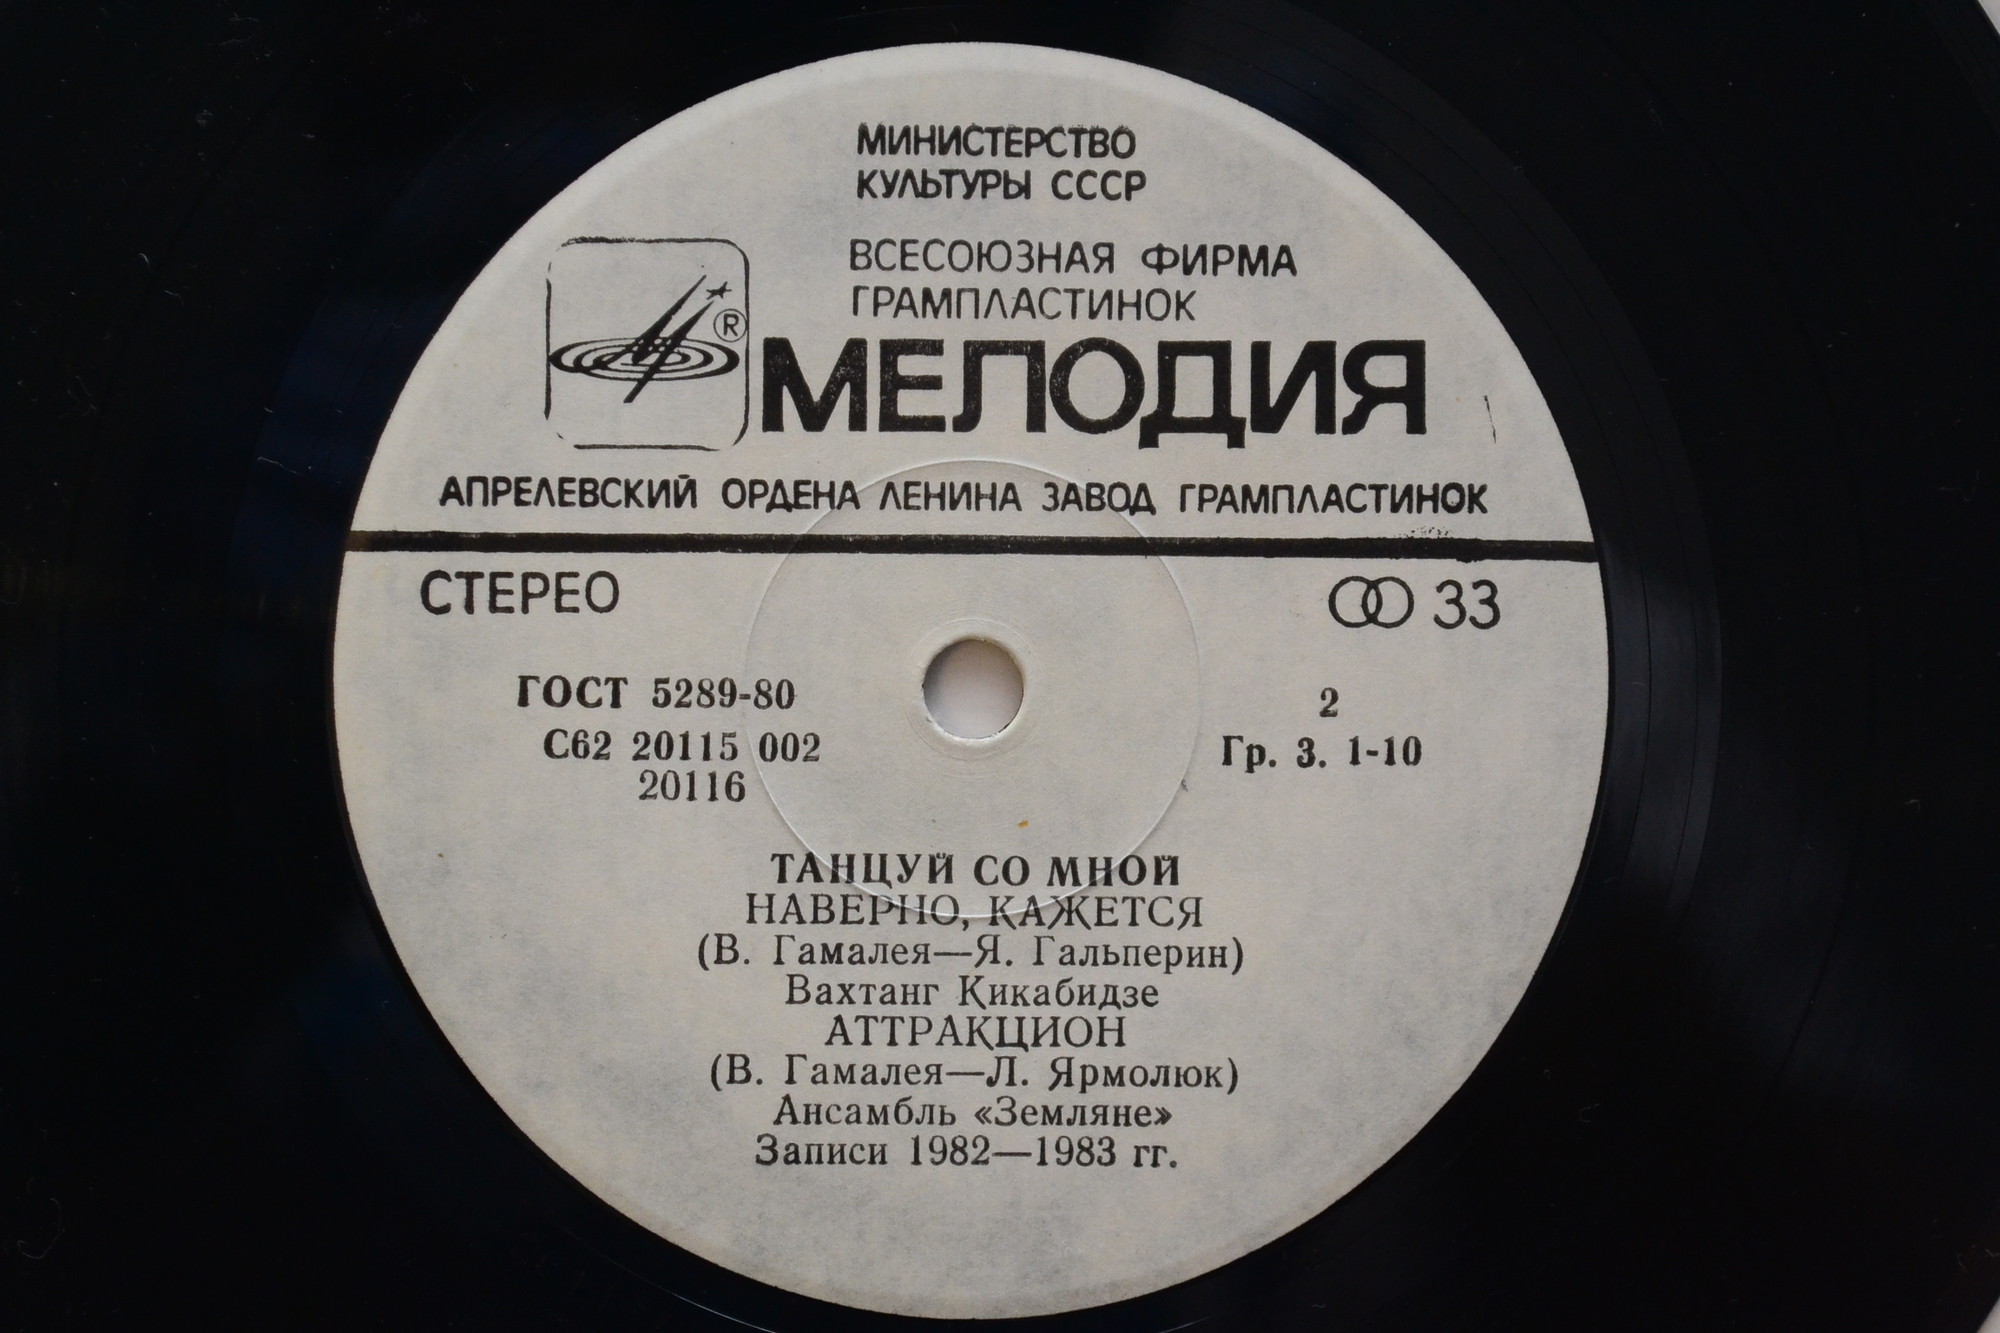 МИНИСТЕРСТВО
КУЛЬТУРЫ СССР
ВСЕСОЮЗНАЯ ФИРМА
ГРАМПЛАСТИНОК
®
МЕЛОДИЯ
АПРЕЛЕВСКИЙ ОРДЕНА ЛЕНИНА ЗАВОД ГРАМПЛАСТИНОК
СТЕРЕО
33
ГОСТ 5289-80
2
С62 20115 002
Гр. 3. 1-10
20116
ТАНЦУЙ СО МНОЙ
НАВЕРНО, КАЖЕТСЯ
(В. Гамалея—Я. Гальперин)
Вахтанг Кикабидзе
АТТРАКЦИОН
(В. Гамалея—Л. Ярмолюк)
Ансамбль «Земляне»
Записи 1982—1983 гг.